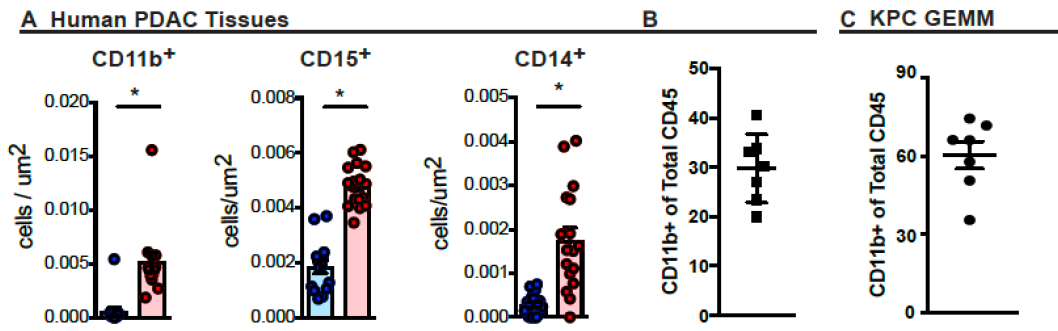 A Human PDAC Tissues
B
C KPC GEMM
CD11b+
CD15+
CD14+
*
*
*
cells / um2
0.020
0.015
0.010
0.005
0.000
cells/um2
0.008
0.006
0.004
0.002
0.000
cells/um2
0.005
0.004
0.003
0.002
0.001
0.000
CD11b+ of Total CD45
50
40
30
20
10
0
CD11b+ of Total CD45
90
60
30
0